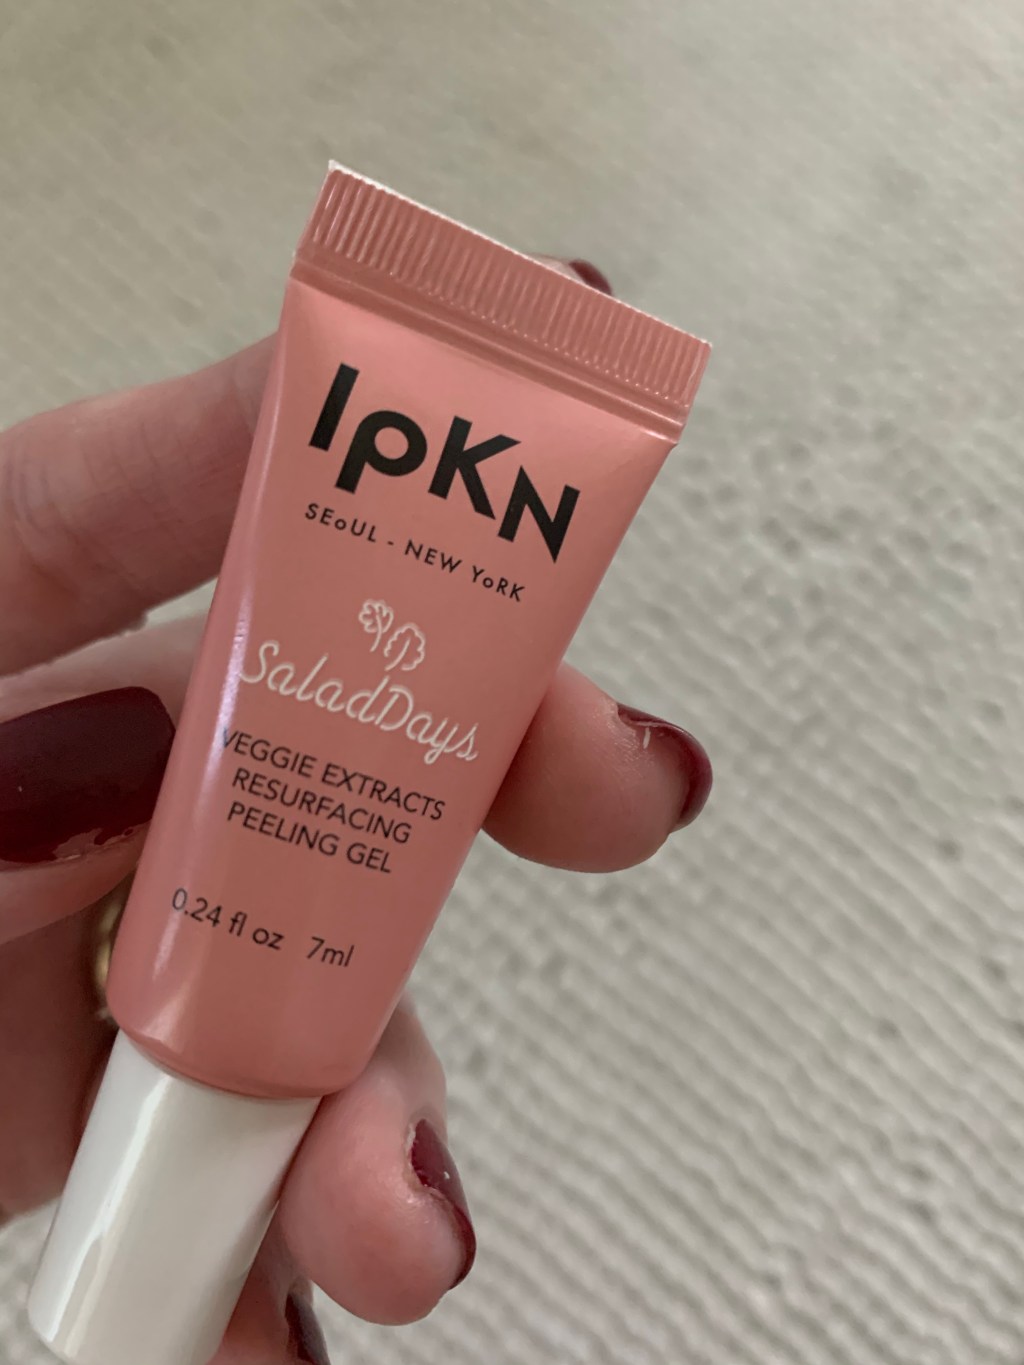 IpKN
SEoUL - NEW YoRK
SaladDays
VEGGIE EXTRACTS
RESURFACING
PEELING GEL
0.24 fl oz 7ml